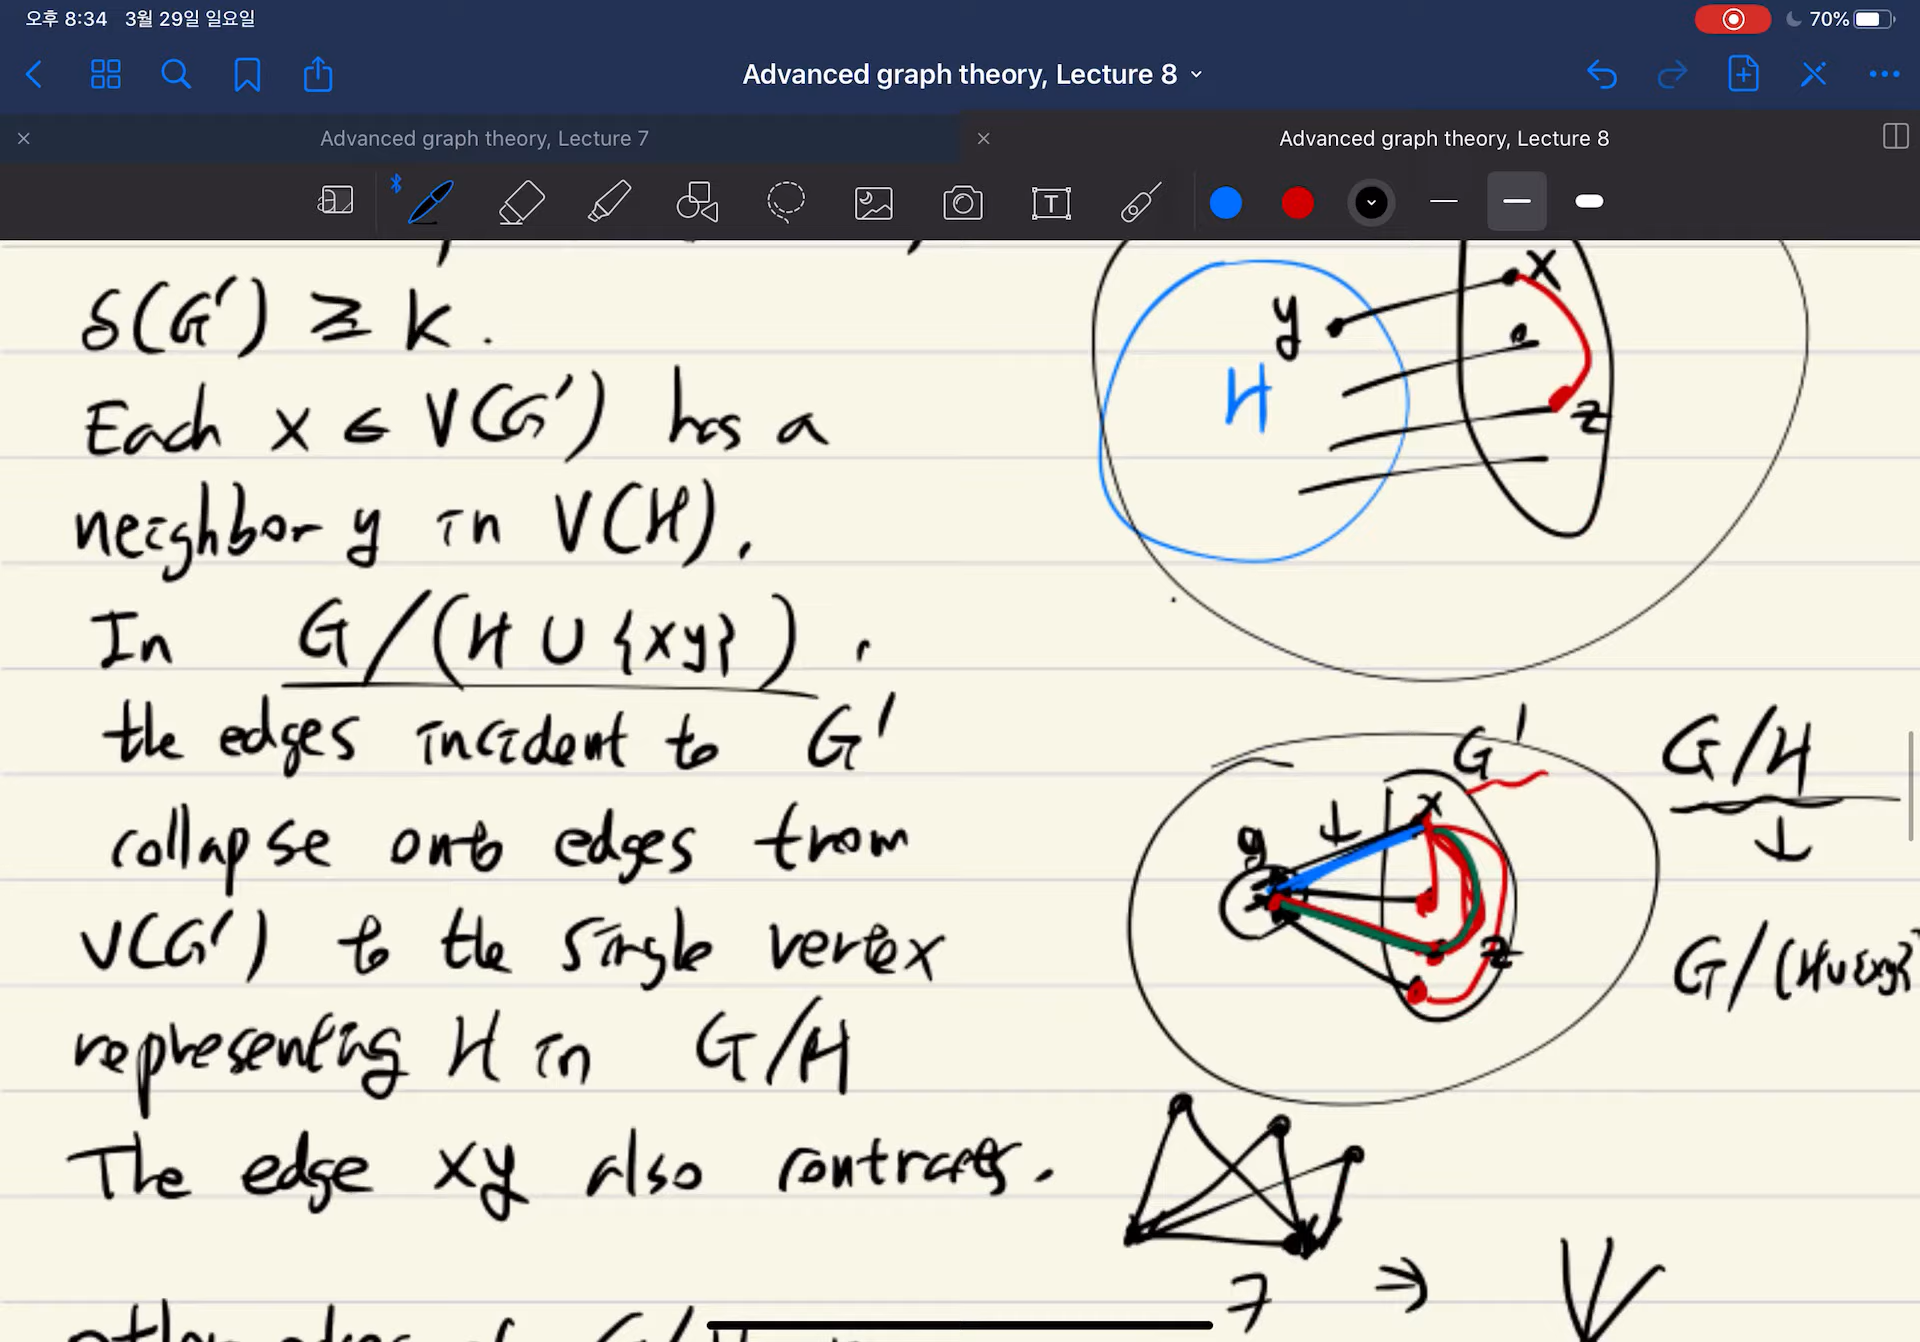 오후 8:34 3월 29일 일요일
70%
Advanced graph theory, Lecture 8
Advanced graph theory, Lecture 7
Advanced graph theory, Lecture 8
δ(G') ≥ k.
Each x ∈ V(G') has a
neighbor y in V(H).
In G/(H ∪ {xy}),
the edges incident to G'
collapse onto edges from
V(G') to the single vertex
representing H in G/H
The edge xy also contracts.
x
y
H
z
G'
x
y
z
G/H
↓
G/(H∪{xy}
7 ⇒